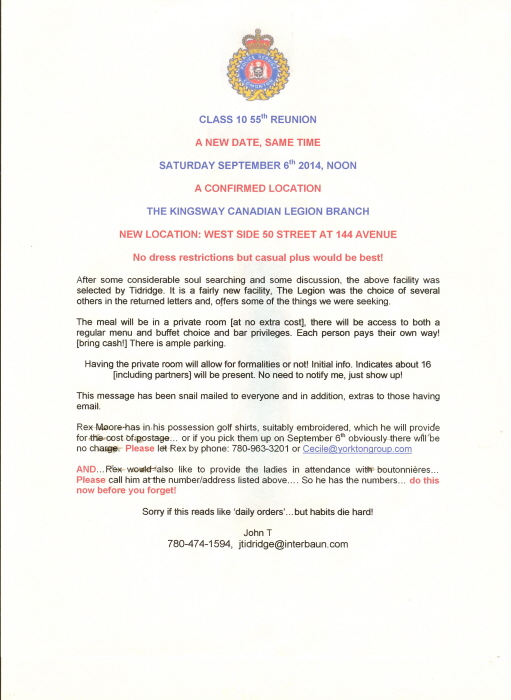 CLASS 10 55th REUNION
A NEW DATE, SAME TIME
SATURDAY SEPTEMBER 6th 2014, NOON
A CONFIRMED LOCATION
THE KINGSWAY CANADIAN LEGION BRANCH
NEW LOCATION: WEST SIDE 50 STREET AT 144 AVENUE
No dress restrictions but casual plus would be best!
After some considerable soul searching and some discussion, the above facility was
selected by Tidridge. It is a fairly new facility, The Legion was the choice of several
others in the returned letters and, offers some of the things we were seeking.
The meal will be in a private room [at no extra cost], there will be access to both a
regular menu and buffet choice and bar privileges. Each person pays their own way!
[bring cash!] There is ample parking.
Having the private room will allow for formalities or not! Initial info. Indicates about 16
[including partners] will be present. No need to notify me, just show up!
This message has been snail mailed to everyone and in addition, extras to those having
email.
Rex Moore has in his possession golf shirts, suitably embroidered, which he will provide
for the cost of postage... or if you pick them up on September 6th obviously there will be
no charge. Please let Rex by phone: 780-963-3201 or Cecile@yorktongroup.com
AND...Rex would also like to provide the ladies in attendance with boutonnières...
Please call him at the number/address listed above.... So he has the numbers... do this
now before you forget!
Sorry if this reads like 'daily orders'...but habits die hard!
John T
780-474-1594, jtidridge@interbaun.com